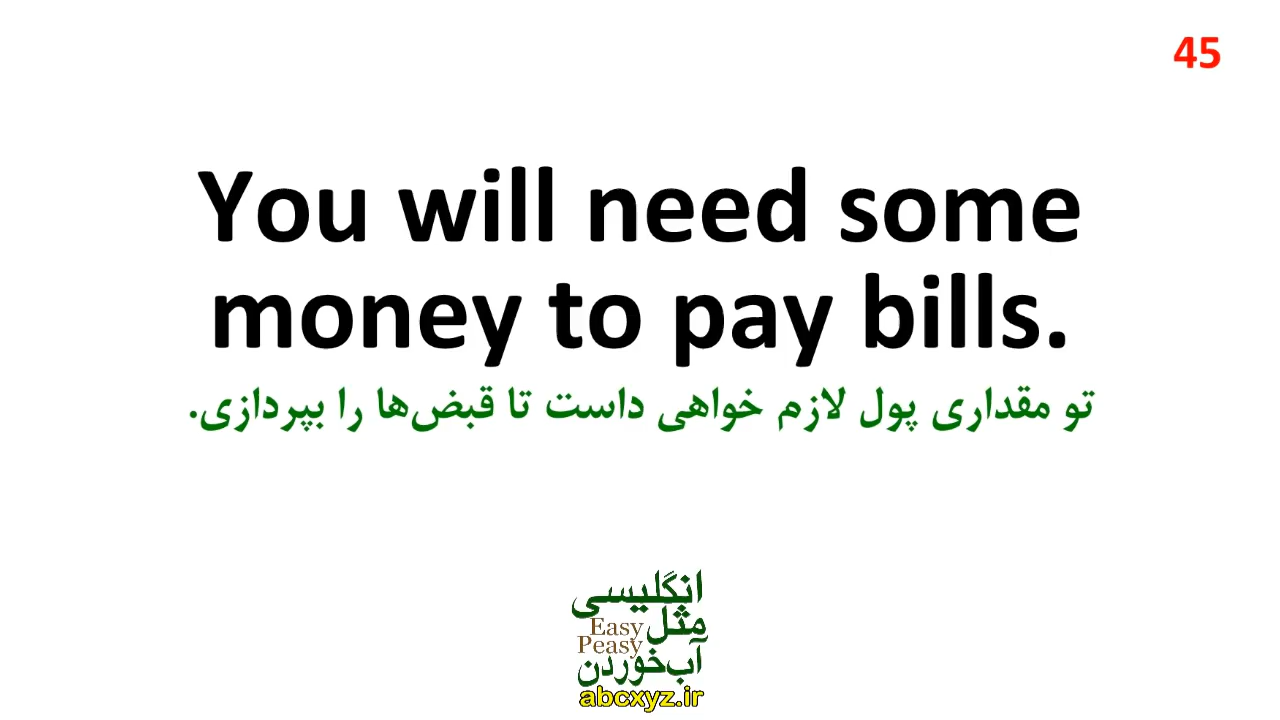 45
You will need some
money to pay bills.
تو مقداری پول لازم خواهی داست تا قبض‌ها را بپردازی.
انگلیسی
مثل
Easy
Peasy
آب‌خوردن
abcxyz.ir